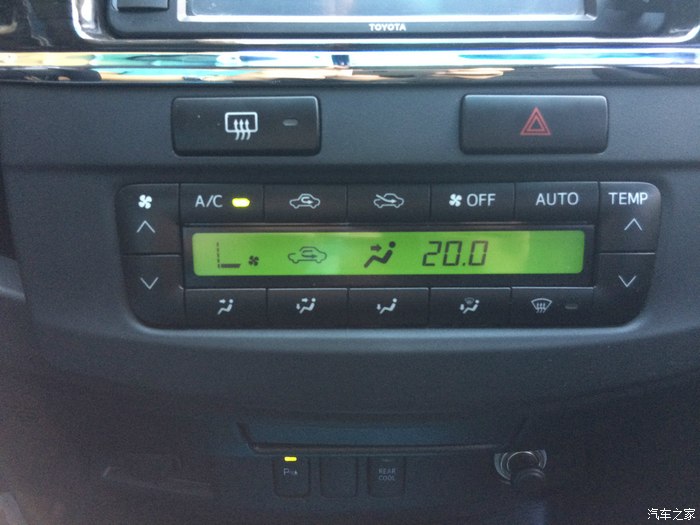 TOYOTA
A/C
OFF
AUTO
TEMP
20.0
P
REAR
COOL
汽车之家